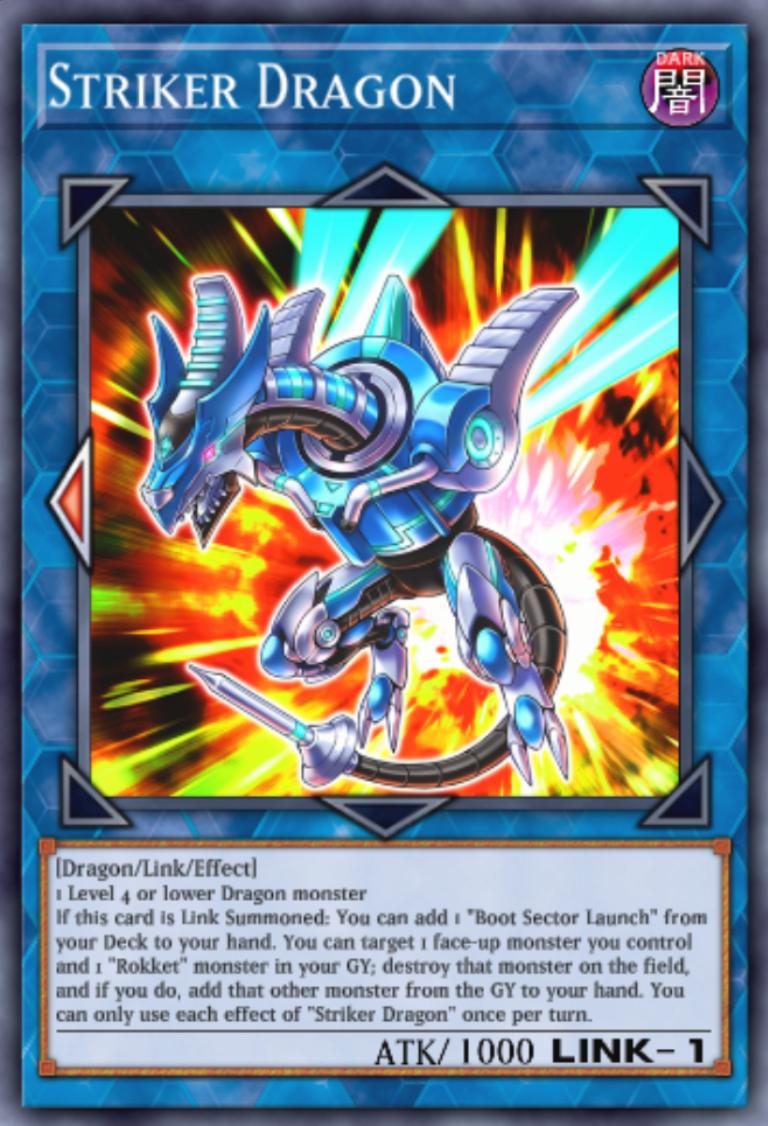 STRIKER DRAGON
DARK
闇
[Dragon/Link/Effect]
1 Level 4 or lower Dragon monster
If this card is Link Summoned: You can add 1 "Boot Sector Launch" from
your Deck to your hand. You can target 1 face-up monster you control
and 1 "Rokket" monster in your GY; destroy that monster on the field,
and if you do, add that other monster from the GY to your hand. You
can only use each effect of "Striker Dragon" once per turn.
ATK/ 1000 LINK– 1